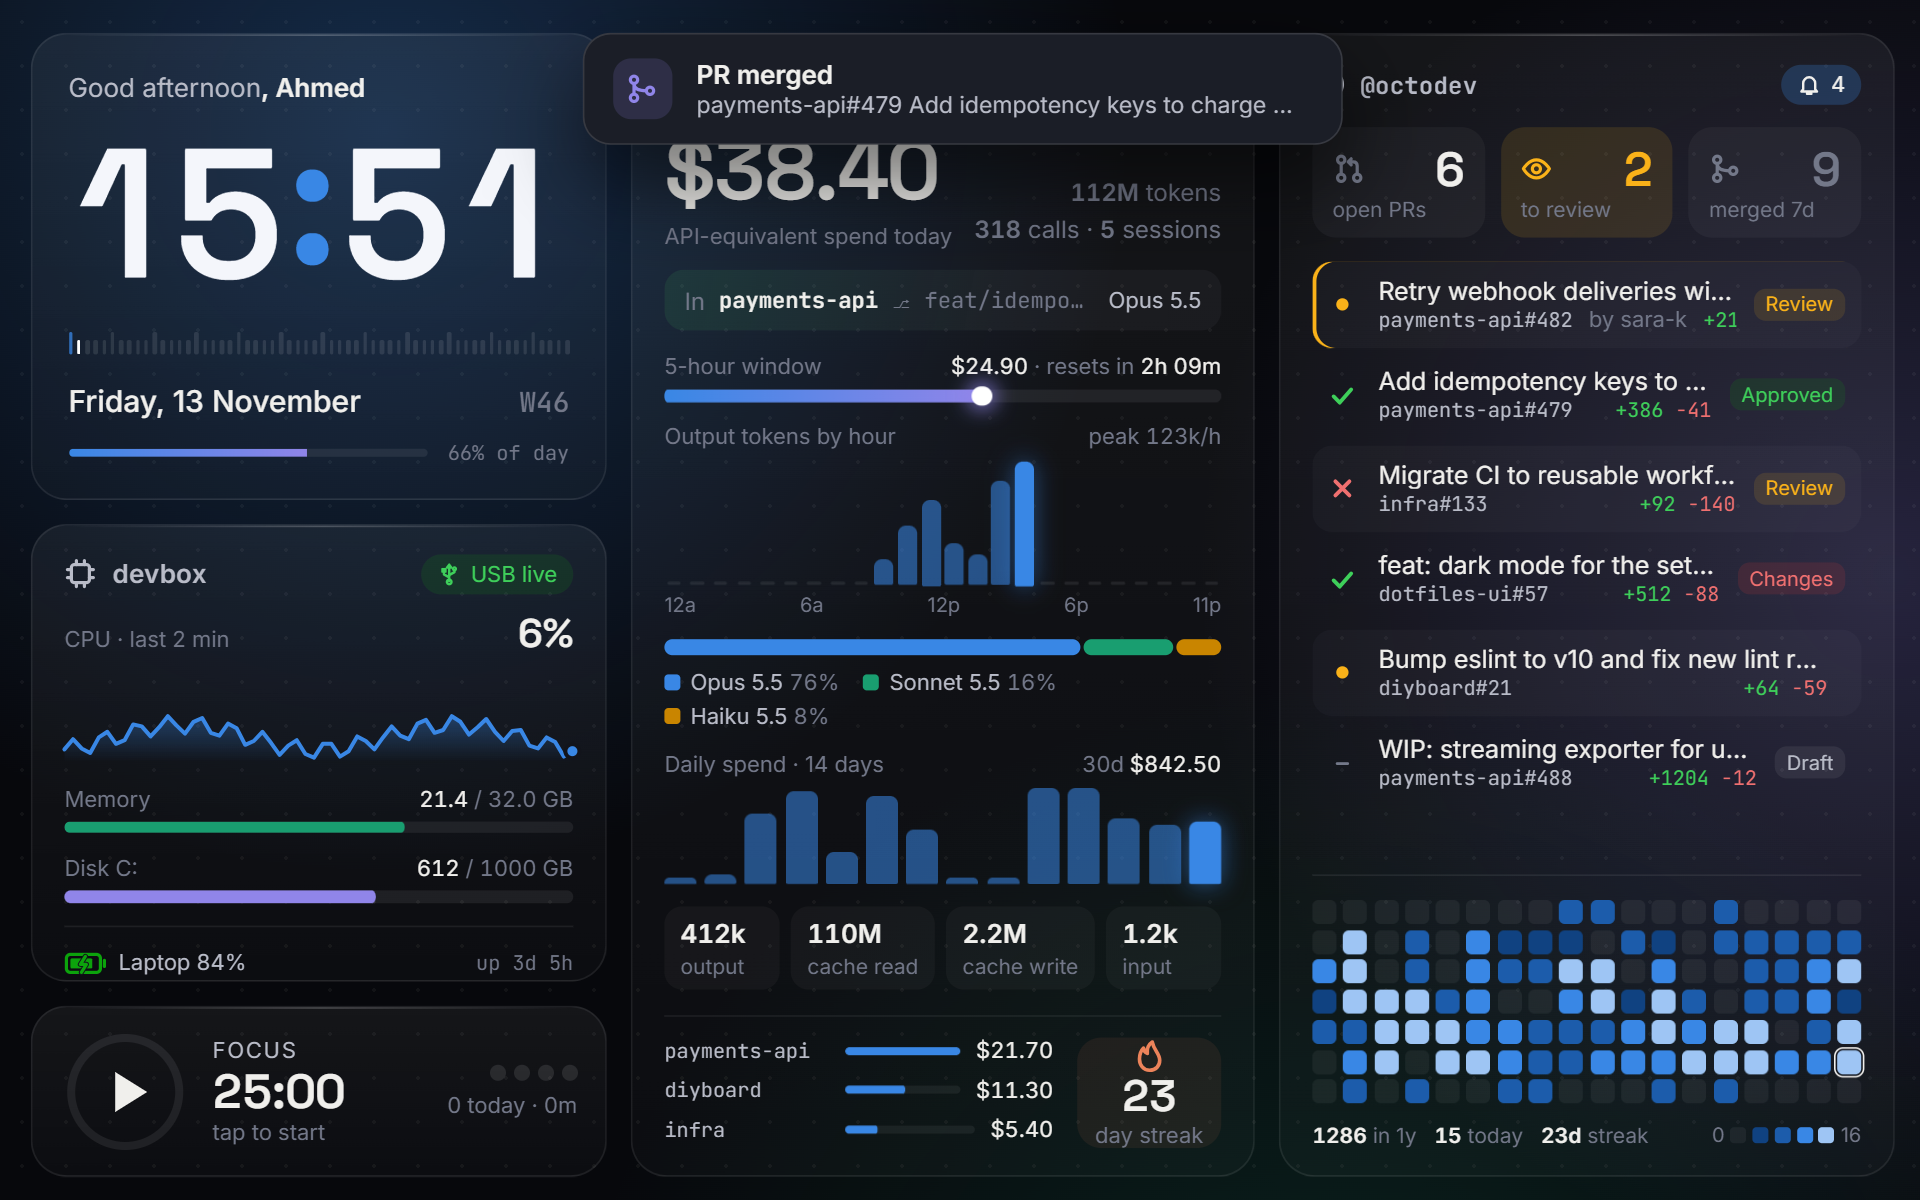 Good afternoon, Ahmed
15:51
Friday, 13 November W46
66% of day
devbox USB live
CPU · last 2 min 6%
Memory 21.4 / 32.0 GB
Disk C: 612 / 1000 GB
Laptop 84% up 3d 5h
FOCUS
25:00
tap to start
0 today · 0m
PR merged
payments-api#479 Add idempotency keys to charge ...
$38.40
112M tokens
API-equivalent spend today 318 calls · 5 sessions
In payments-api feat/idempo… Opus 5.5
5-hour window $24.90 · resets in 2h 09m
Output tokens by hour peak 123k/h
12a 6a 12p 6p 11p
Opus 5.5 76% Sonnet 5.5 16%
Haiku 5.5 8%
Daily spend · 14 days 30d $842.50
412k 110M 2.2M 1.2k
output cache read cache write input
payments-api $21.70
diyboard $11.30
infra $5.40
23
day streak
@octodev 4
6 2 9
open PRs to review merged 7d
Retry webhook deliveries wi... Review
payments-api#482 by sara-k +21
Add idempotency keys to ... Approved
payments-api#479 +386 -41
Migrate CI to reusable workf... Review
infra#133 +92 -140
feat: dark mode for the set... Changes
dotfiles-ui#57 +512 -88
Bump eslint to v10 and fix new lint r...
diyboard#21 +64 -59
WIP: streaming exporter for u... Draft
payments-api#488 +1204 -12
1286 in 1y 15 today 23d streak 0 16